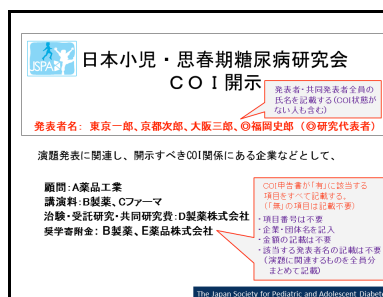 JSPA
日本小児・思春期糖尿病研究会
ＣＯＩ開示
発表者・共同発表者全員の
氏名を記載する(COI状態が
ない人も含む)
発表者名: 東京一郎、京都次郎、大阪三郎、◎福岡史郎（◎研究代表者）
演題発表に関連し、開示すべきCOI関係にある企業などとして、
顧問：A薬品工業
講演料：B製薬、Cファーマ
治験・受託研究・共同研究費：D製薬株式会社
奨学寄附金：B製薬、E薬品株式会社
COI申告書が「有」に該当する
項目をすべて記載する。
(「無」の項目は記載不要)
・項目番号は不要
・企業・団体名を記入
・金額の記載は不要
・該当する発表者名の記載は不要
（演題に関連するものを全員分
まとめて記載)
The Japan Society for Pediatric and Adolescent Diabete